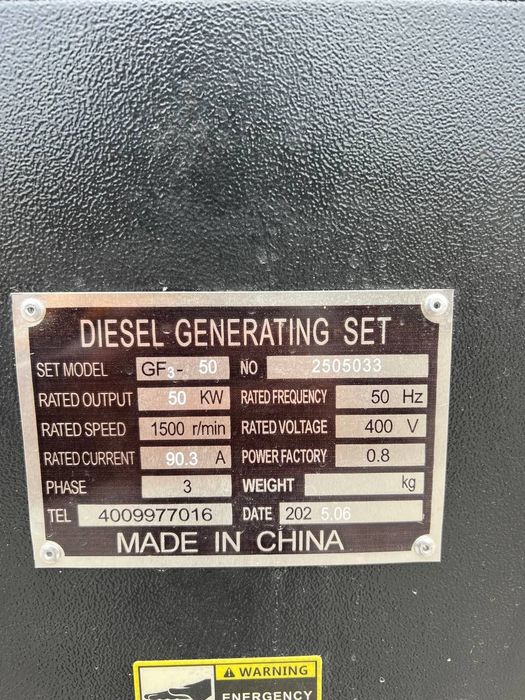 DIESEL GENERATING SET
SET MODEL GF3- 50 NO 2505033
RATED OUTPUT 50 KW RATED FREQUENCY 50 Hz
RATED SPEED 1500 r/min RATED VOLTAGE 400 V
RATED CURRENT 90.3 A POWER FACTORY 0.8
PHASE 3 WEIGHT kg
TEL 4009977016 DATE 202 5.06
MADE IN CHINA
WARNING
ENERGENCY